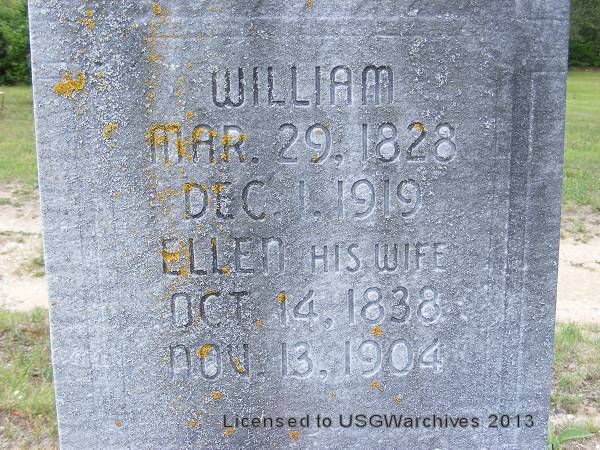 WILLIAM
MAR. 29, 1828
DEC. 1, 1919
ELLEN HIS WIFE
OCT. 14, 1838
NOV. 13, 1904
Licensed to USGWarchives 2013